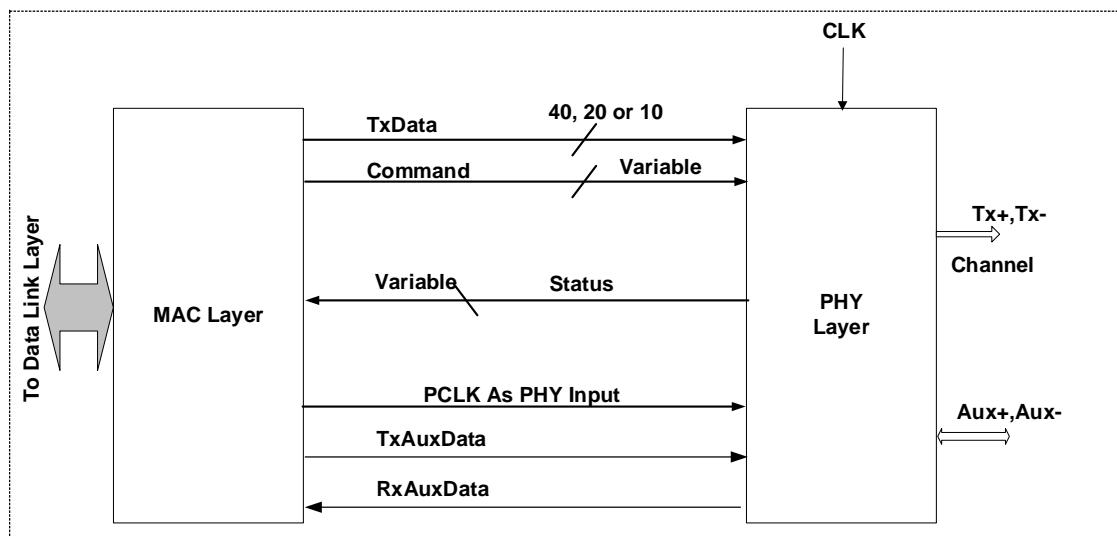 CLK
40, 20 or 10
TxData
Command
Variable
Tx+,Tx-
Channel
To Data Link Layer
MAC Layer
Variable
Status
PHY
Layer
PCLK As PHY Input
Aux+,Aux-
TxAuxData
RxAuxData